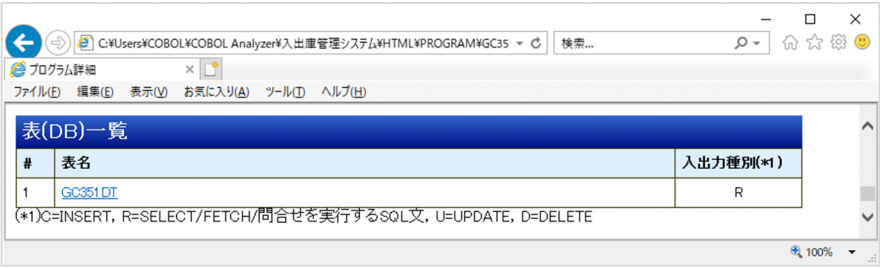 C:¥Users¥COBOL¥COBOL Analyzer¥入出庫管理システム¥HTML¥PROGRAM¥GC35
検索...
プログラム詳細
ファイル(F) 編集(E) 表示(V) お気に入り(A) ツール(T) ヘルプ(H)
表(DB)一覧
# 表名 入出力種別(*1)
1 GC351DT R
(*1)C=INSERT, R=SELECT/FETCH/問合せを実行するSQL文, U=UPDATE, D=DELETE
100%